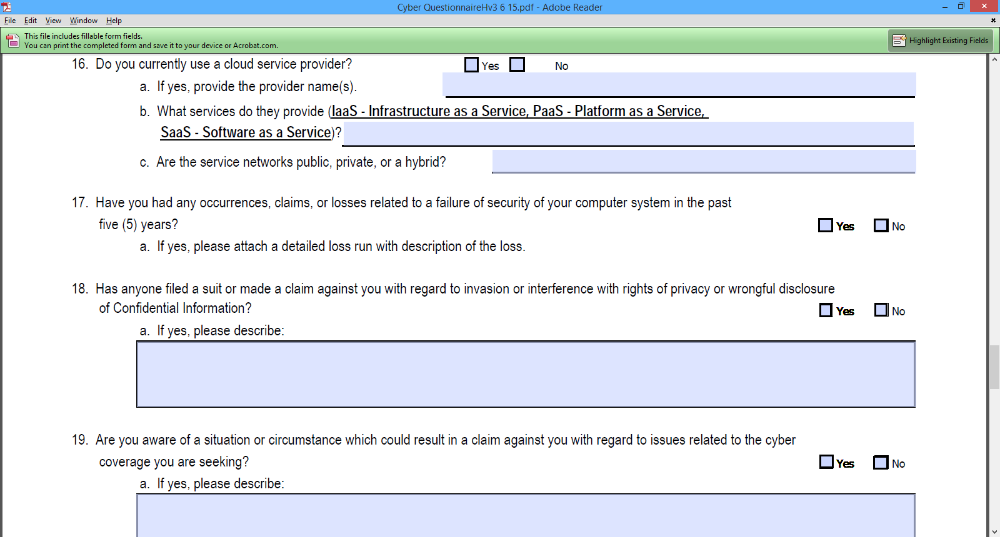 Cyber QuestionnaireHv3 6 15.pdf - Adobe Reader
File Edit View Window Help
This file includes fillable form fields.
You can print the completed form and save it to your device or Acrobat.com.
Highlight Existing Fields
16. Do you currently use a cloud service provider? Yes No
a. If yes, provide the provider name(s).
b. What services do they provide (IaaS - Infrastructure as a Service, PaaS - Platform as a Service,
SaaS - Software as a Service)?
c. Are the service networks public, private, or a hybrid?
17. Have you had any occurrences, claims, or losses related to a failure of security of your computer system in the past
five (5) years? Yes No
a. If yes, please attach a detailed loss run with description of the loss.
18. Has anyone filed a suit or made a claim against you with regard to invasion or interference with rights of privacy or wrongful disclosure
of Confidential Information? Yes No
a. If yes, please describe:
19. Are you aware of a situation or circumstance which could result in a claim against you with regard to issues related to the cyber
coverage you are seeking? Yes No
a. If yes, please describe: